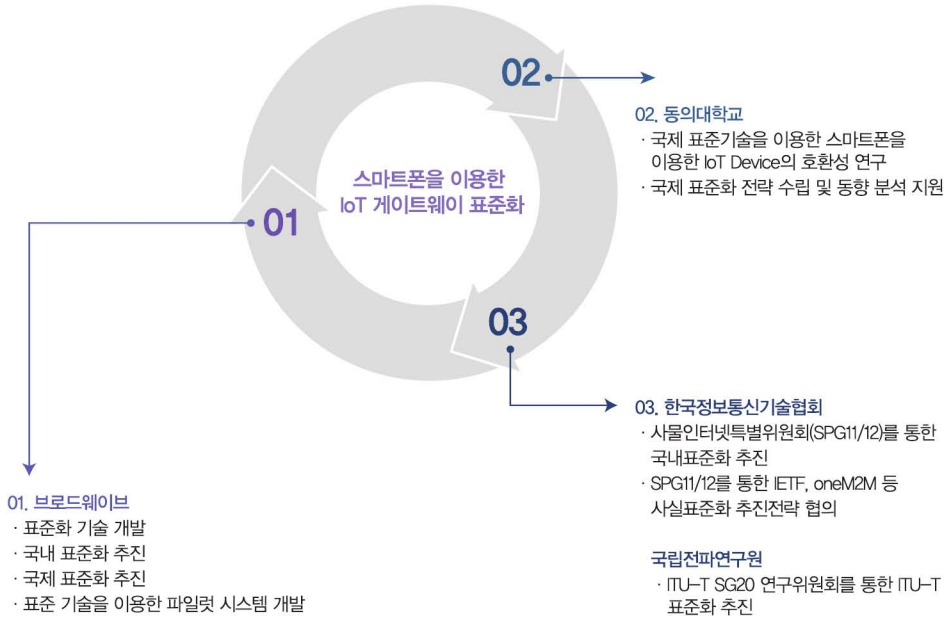 스마트폰을 이용한
IoT 게이트웨이 표준화
01
02
03
01. 브로드웨이브
· 표준화 기술 개발
· 국내 표준화 추진
· 국제 표준화 추진
· 표준 기술을 이용한 파일럿 시스템 개발
02. 동의대학교
· 국제 표준기술을 이용한 스마트폰을
이용한 IoT Device의 호환성 연구
· 국제 표준화 전략 수립 및 동향 분석 지원
03. 한국정보통신기술협회
· 사물인터넷특별위원회(SPG11/12)를 통한
국내표준화 추진
· SPG11/12를 통한 IETF, oneM2M 등
사실표준화 추진전략 협의
국립전파연구원
· ITU-T SG20 연구위원회를 통한 ITU-T
표준화 추진